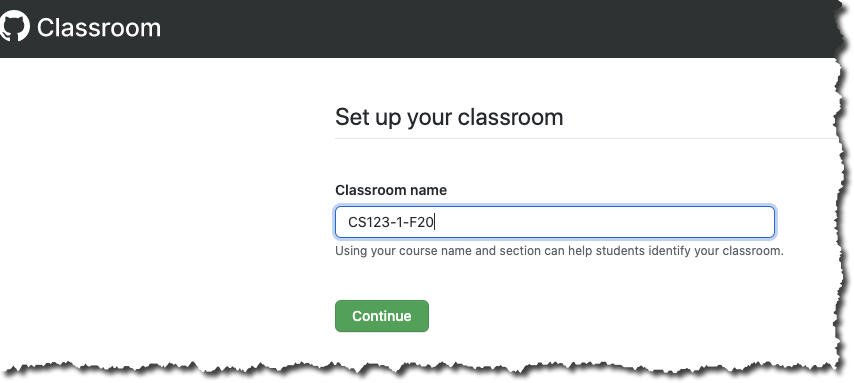 Classroom
Set up your classroom
Classroom name
CS123-1-F20
Using your course name and section can help students identify your classroom.
Continue